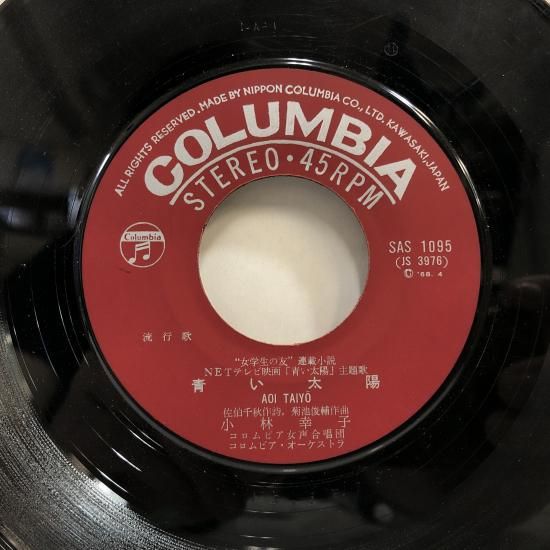 ALL RIGHTS RESERVED. MADE BY NIPPON COLUMBIA CO., LTD. KAWASAKI, JAPAN
COLUMBIA
STEREO・45RPM
Columbia
SAS 1095
(JS 3976)
Ⓟ '68. 4
流行歌
“女学生の友”連載小説
NETテレビ映画「青い太陽」主題歌
青い太陽
AOI TAIYŌ
佐伯千秋作詩, 菊池俊輔作曲
小林幸子
コロムビア女声合唱団
コロムビア・オーケストラ